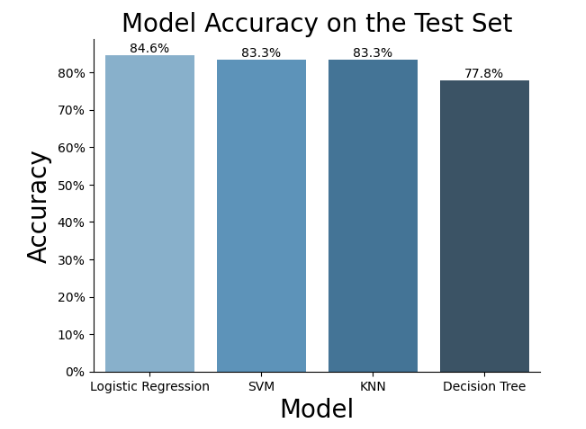 Model Accuracy on the Test Set
84.6%
83.3%
83.3%
77.8%
80%
70%
60%
50%
40%
30%
20%
10%
0%
Accuracy
Logistic Regression
SVM
KNN
Decision Tree
Model